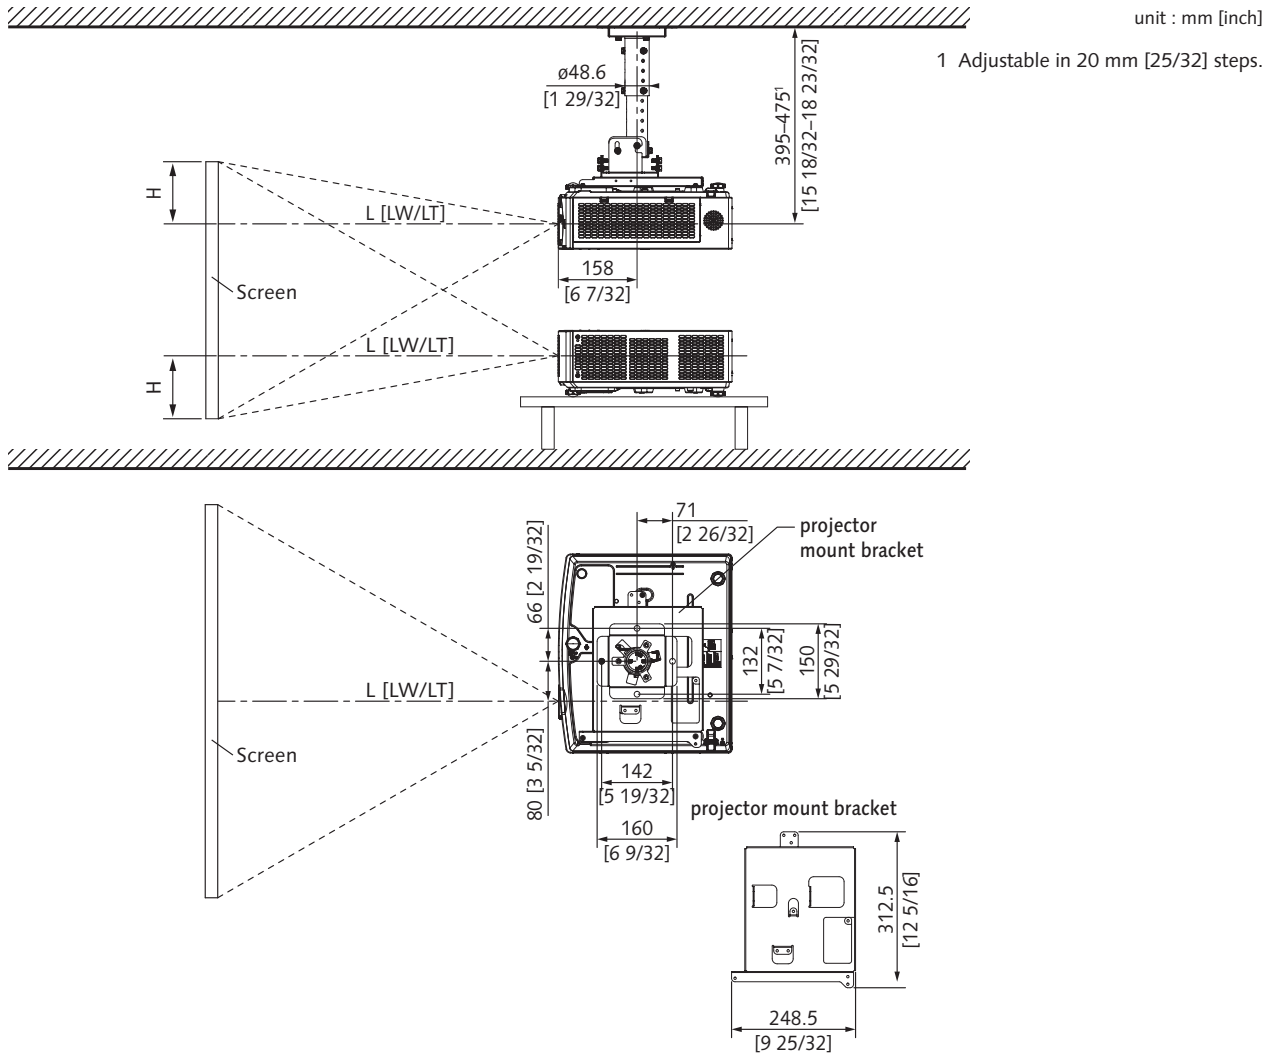 unit : mm [inch]
1 Adjustable in 20 mm [25/32] steps.
ø48.6
[1 29/32]
395–475¹
[15 18/32–18 23/32]
H
L [LW/LT]
158
[6 7/32]
Screen
L [LW/LT]
H
71
[2 26/32]
projector
mount bracket
66 [2 19/32]
132
[5 7/32]
150
[5 29/32]
L [LW/LT]
Screen
80 [3 5/32]
142
[5 19/32]
160
[6 9/32]
projector mount bracket
312.5
[12 5/16]
248.5
[9 25/32]